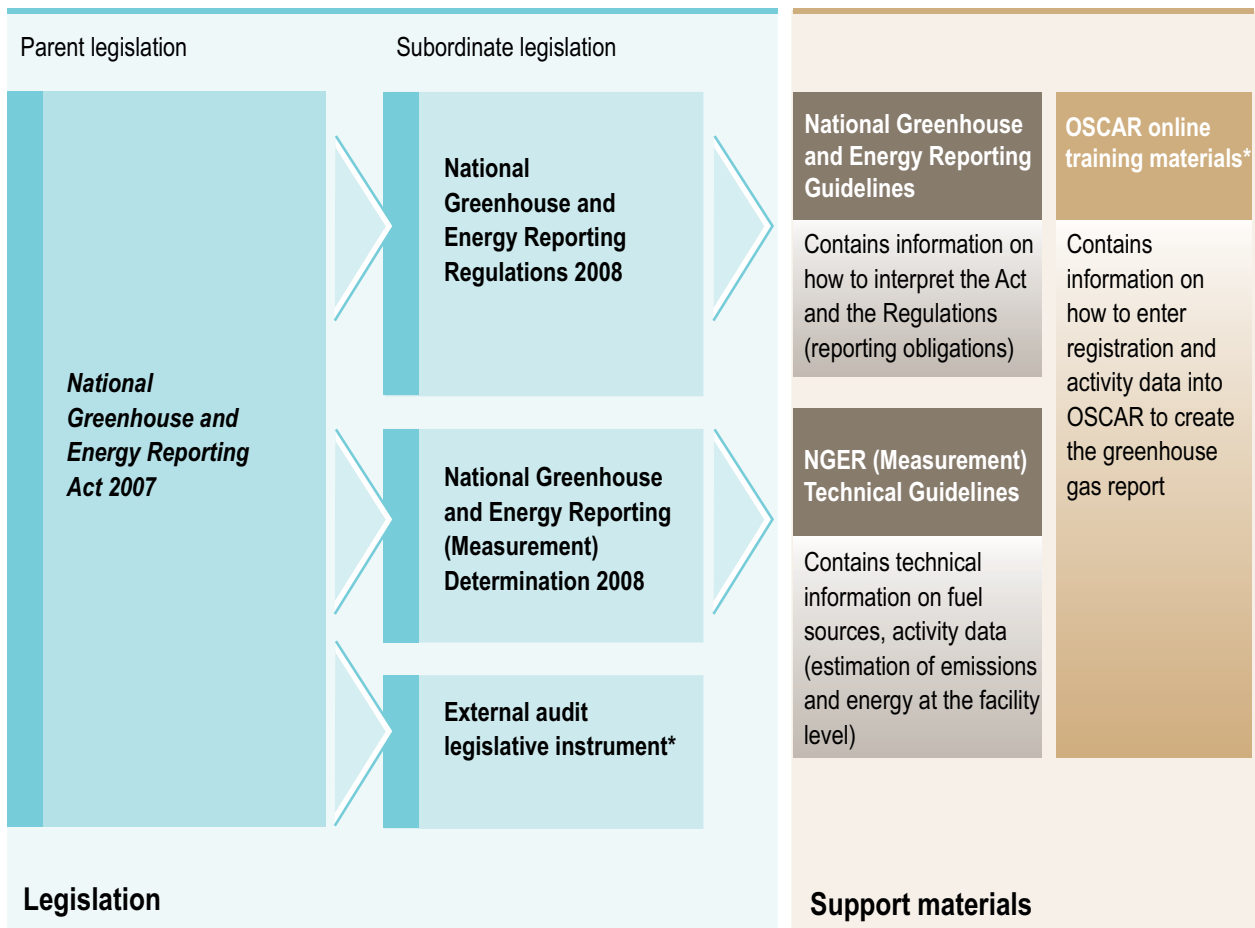 Parent legislation
Subordinate legislation
National
Greenhouse and
Energy Reporting
Act 2007
National
Greenhouse and
Energy Reporting
Regulations 2008
National Greenhouse
and Energy Reporting
(Measurement)
Determination 2008
External audit
legislative instrument*
Legislation
National Greenhouse
and Energy Reporting
Guidelines
Contains information on
how to interpret the Act
and the Regulations
(reporting obligations)
NGER (Measurement)
Technical Guidelines
Contains technical
information on fuel
sources, activity data
(estimation of emissions
and energy at the facility
level)
OSCAR online
training materials*
Contains
information on
how to enter
registration and
activity data into
OSCAR to create
the greenhouse
gas report
Support materials